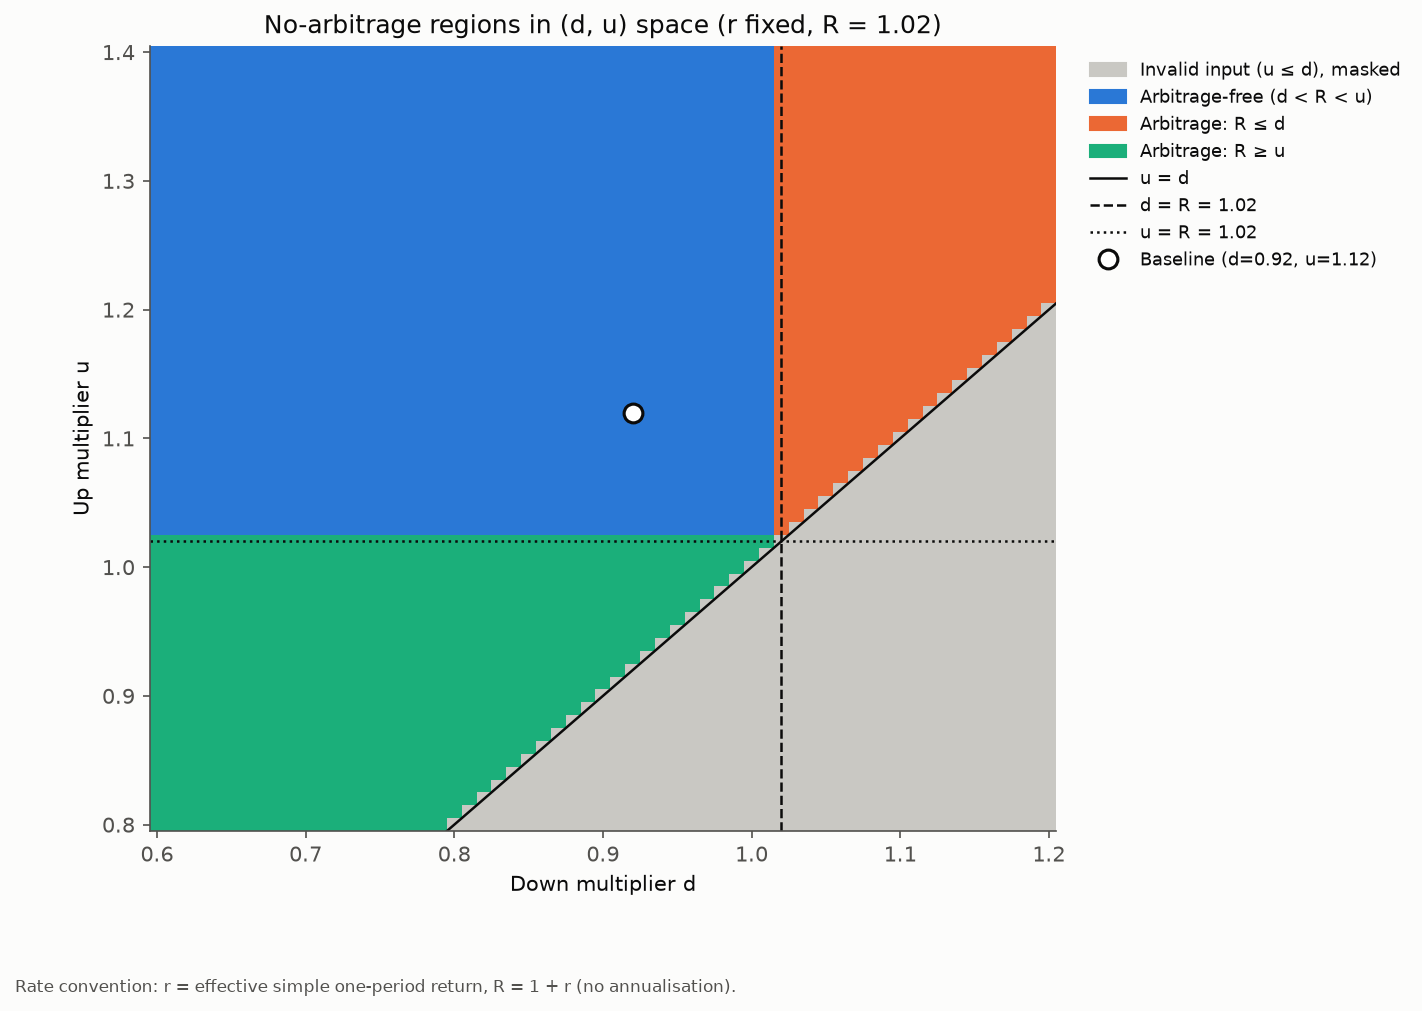 No-arbitrage regions in (d, u) space (r fixed, R = 1.02)
1.4
1.3
1.2
1.1
1.0
0.9
0.8
Up multiplier u
0.6 0.7 0.8 0.9 1.0 1.1 1.2
Down multiplier d
Invalid input (u ≤ d), masked
Arbitrage-free (d < R < u)
Arbitrage: R ≤ d
Arbitrage: R ≥ u
u = d
d = R = 1.02
u = R = 1.02
Baseline (d=0.92, u=1.12)
Rate convention: r = effective simple one-period return, R = 1 + r (no annualisation).